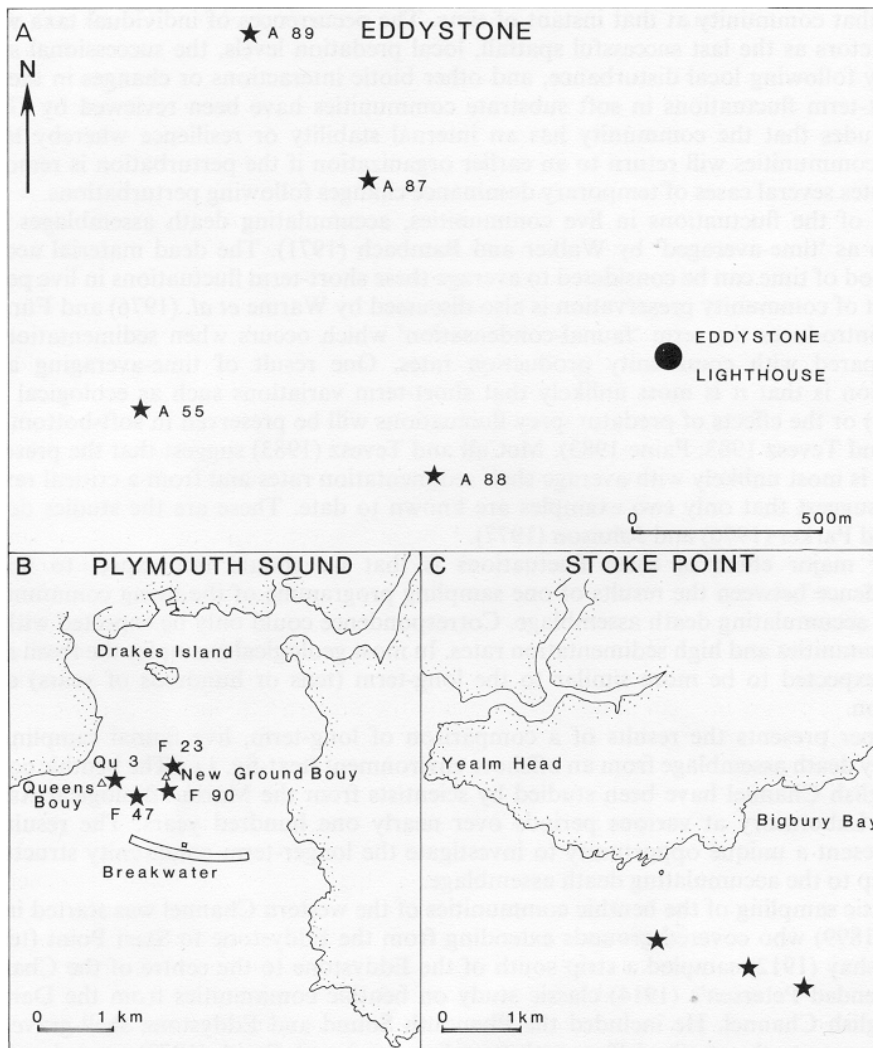 A
EDDYSTONE
A 89
N
A 87
EDDYSTONE
LIGHTHOUSE
A 55
A 88
0 500m
B PLYMOUTH SOUND
Drakes Island
F 23
Qu 3
New Ground Bouy
Queens
Bouy
F 90
F 47
Breakwater
0 1 km
C STOKE POINT
Yealm Head
Bigbury Bay
0 1km